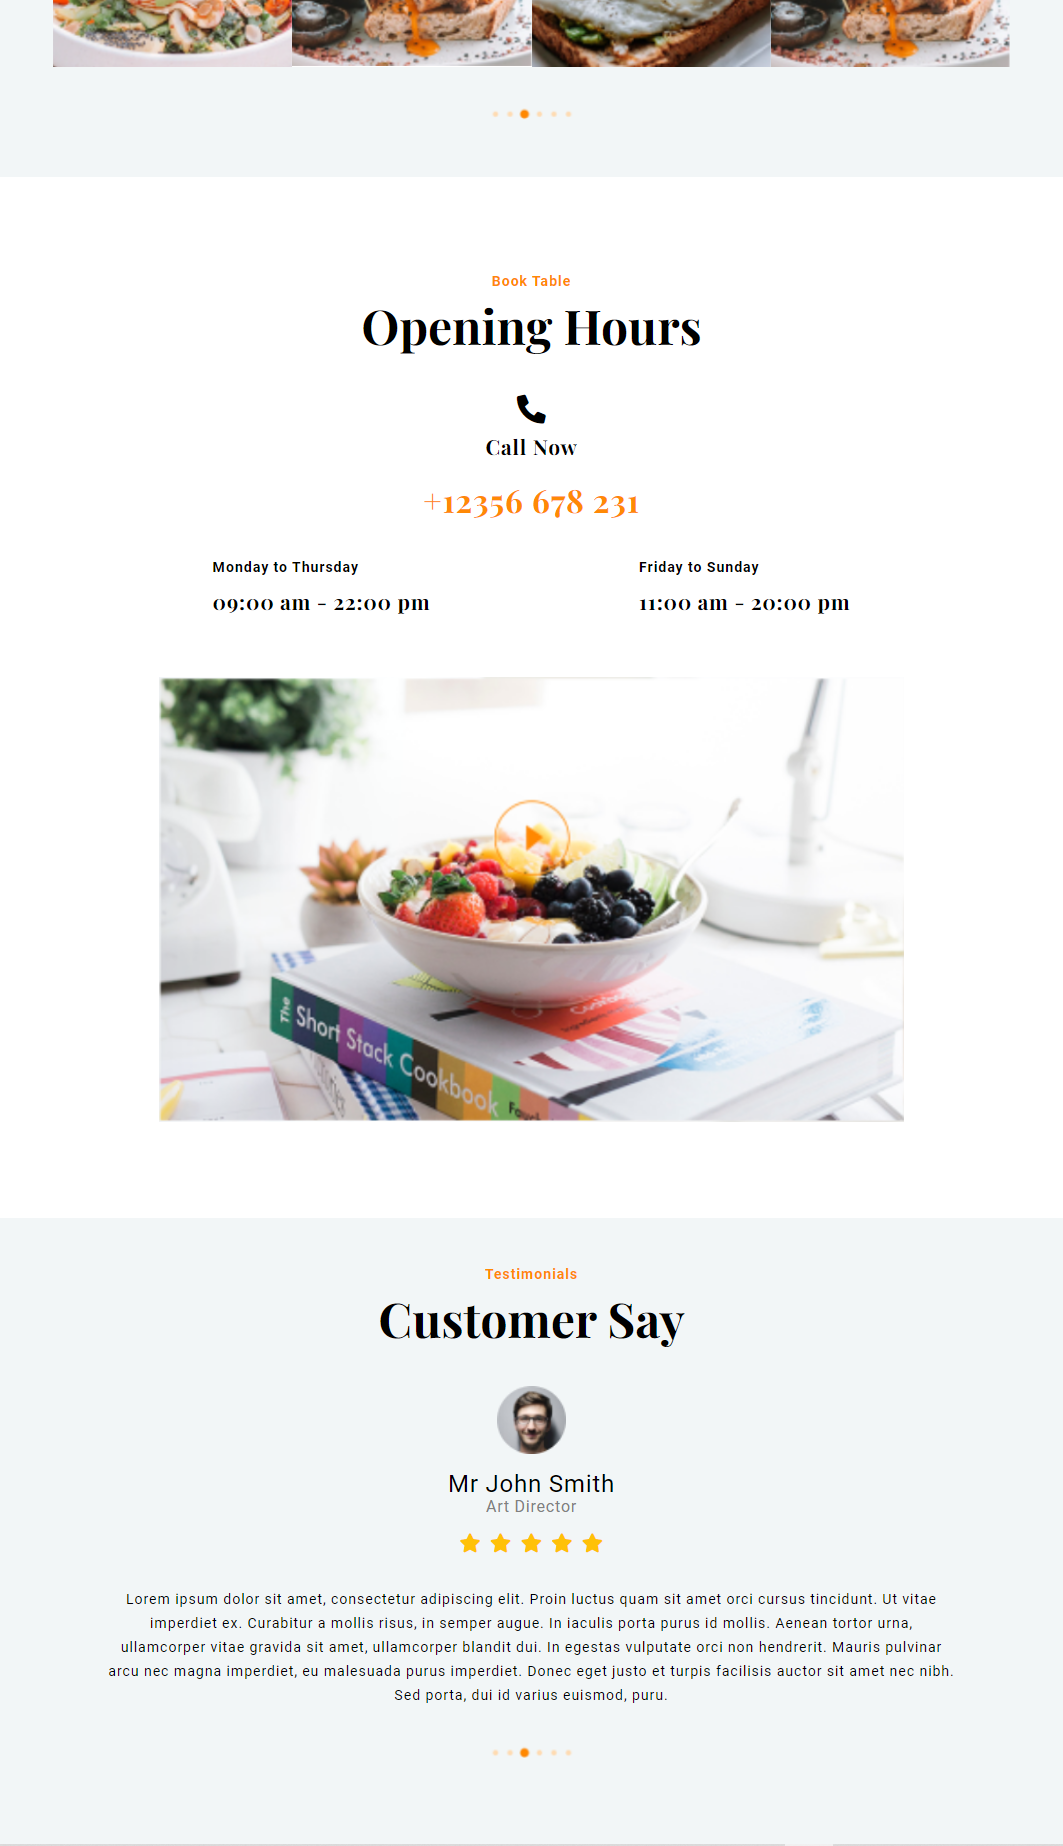 Book Table
Opening Hours
Call Now
+12356 678 231
Monday to Thursday
09:00 am - 22:00 pm
Friday to Sunday
11:00 am - 20:00 pm
The Short Stack Cookbook
Testimonials
Customer Say
Mr John Smith
Art Director
Lorem ipsum dolor sit amet, consectetur adipiscing elit. Proin luctus quam sit amet orci cursus tincidunt. Ut vitae
imperdiet ex. Curabitur a mollis risus, in semper augue. In iaculis porta purus id mollis. Aenean tortor urna,
ullamcorper vitae gravida sit amet, ullamcorper blandit dui. In egestas vulputate orci non hendrerit. Mauris pulvinar
arcu nec magna imperdiet, eu malesuada purus imperdiet. Donec eget justo et turpis facilisis auctor sit amet nec nibh.
Sed porta, dui id varius euismod, puru.